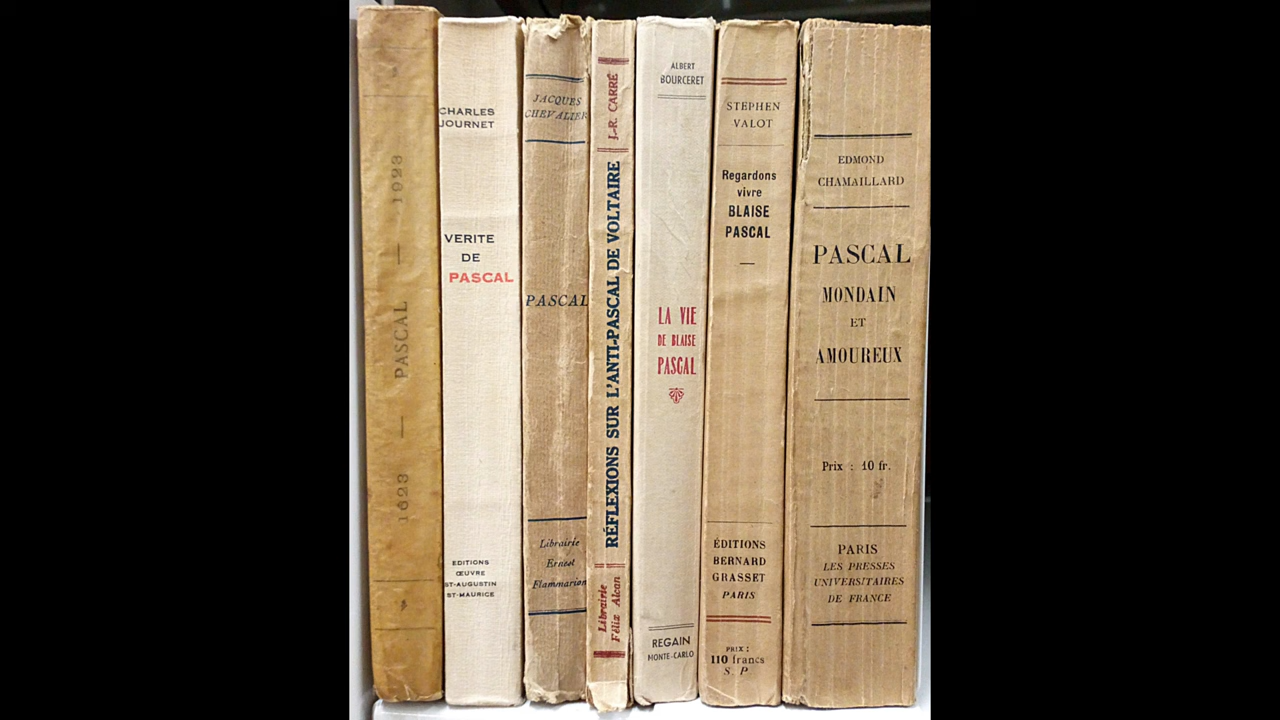 1623 — PASCAL — 1923
CHARLES
JOURNET
VERITE
DE
PASCAL
EDITIONS
ŒUVRE
ST-AUGUSTIN
ST-MAURICE
JACQUES
CHEVALIER
PASCAL
Librairie
Ernest
Flammarion
J.-R. CARRÉ
RÉFLEXIONS SUR L'ANTI-PASCAL DE VOLTAIRE
Librairie
Félix Alcan
ALBERT
BOURCERET
LA VIE
DE BLAISE
PASCAL
REGAIN
MONTE-CARLO
STEPHEN
VALOT
Regardons
vivre
BLAISE
PASCAL
ÉDITIONS
BERNARD
GRASSET
PARIS
PRIX :
110 francs
S. P
EDMOND
CHAMAILLARD
PASCAL
MONDAIN
ET
AMOUREUX
Prix : 10 fr.
PARIS
LES PRESSES
UNIVERSITAIRES
DE FRANCE